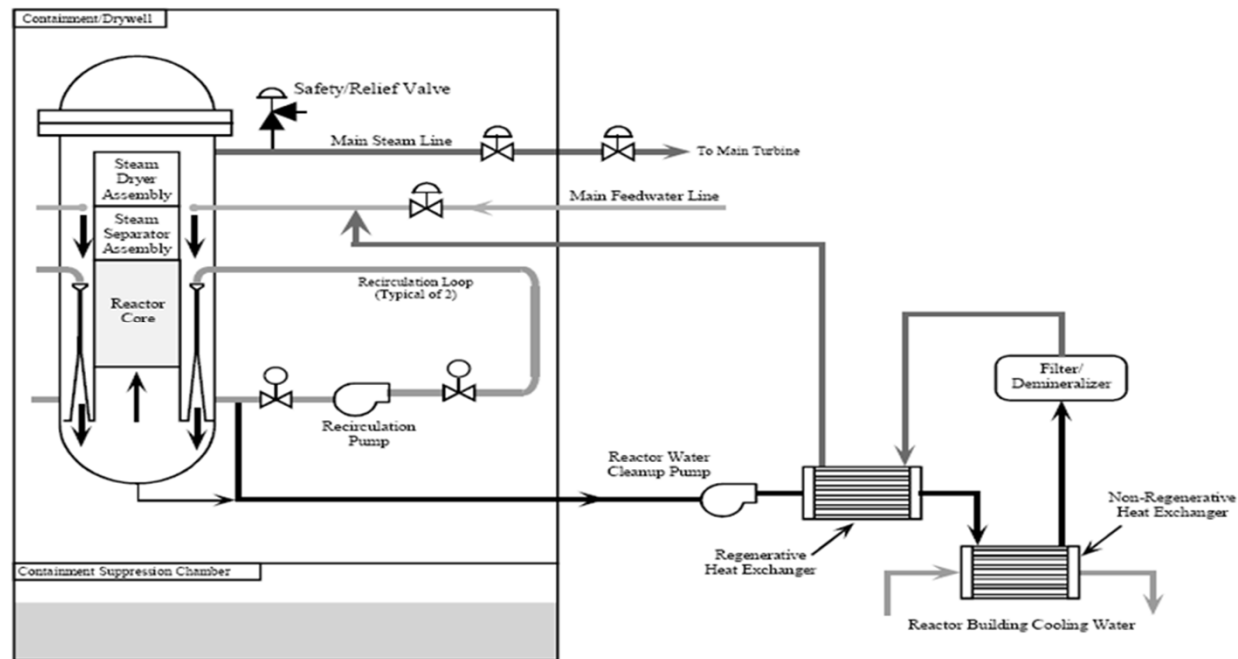 Containment/Drywell
Safety/Relief Valve
Main Steam Line
To Main Turbine
Steam
Dryer
Assembly
Main Feedwater Line
Steam
Separator
Assembly
Recirculation Loop
(Typical of 2)
Reactor
Core
Filter/
Demineralizer
Recirculation
Pump
Reactor Water
Cleanup Pump
Non-Regenerative
Heat Exchanger
Regenerative
Heat Exchanger
Containment Suppression Chamber
Reactor Building Cooling Water